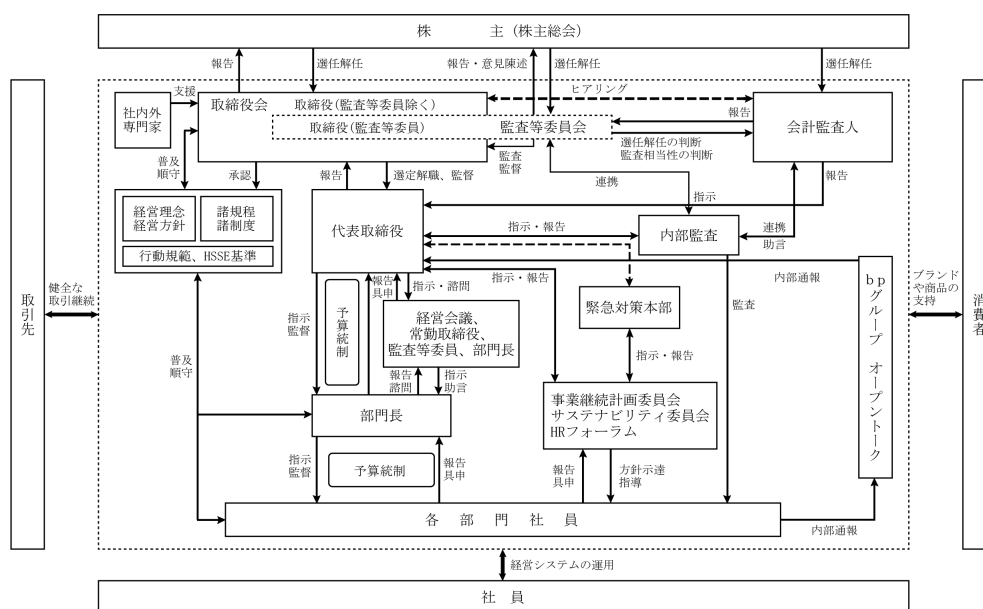 株　　主（株主総会）
報告
選任解任
報告・意見陳述
選任解任
選任解任
社内外
専門家
支援
取締役会
取締役(監査等委員除く)
取締役(監査等委員)
監査等委員会
ヒアリング
報告
会計監査人
選任解任の判断
監査相当性の判断
監査
監督
普及
順守
承認
報告
選定解職、監督
連携
指示
報告
経営理念
経営方針
諸規程
諸制度
行動規範、HSSE基準
代表取締役
指示・報告
内部監査
連携
助言
指示・報告
内部通報
報告
具申
指示・諮問
予算統制
指示
監督
経営会議、
常勤取締役、
監査等委員、部門長
緊急対策本部
監査
指示・報告
報告
諮問
指示
助言
普及
順守
部門長
事業継続計画委員会
サステナビリティ委員会
HRフォーラム
bpグループ　オープントーク
指示
監督
予算統制
報告
具申
報告
具申
方針示達
指導
各部門社員
内部通報
取引先
健全な
取引継続
ブランド
や商品の
支持
消費者
経営システムの運用
社員